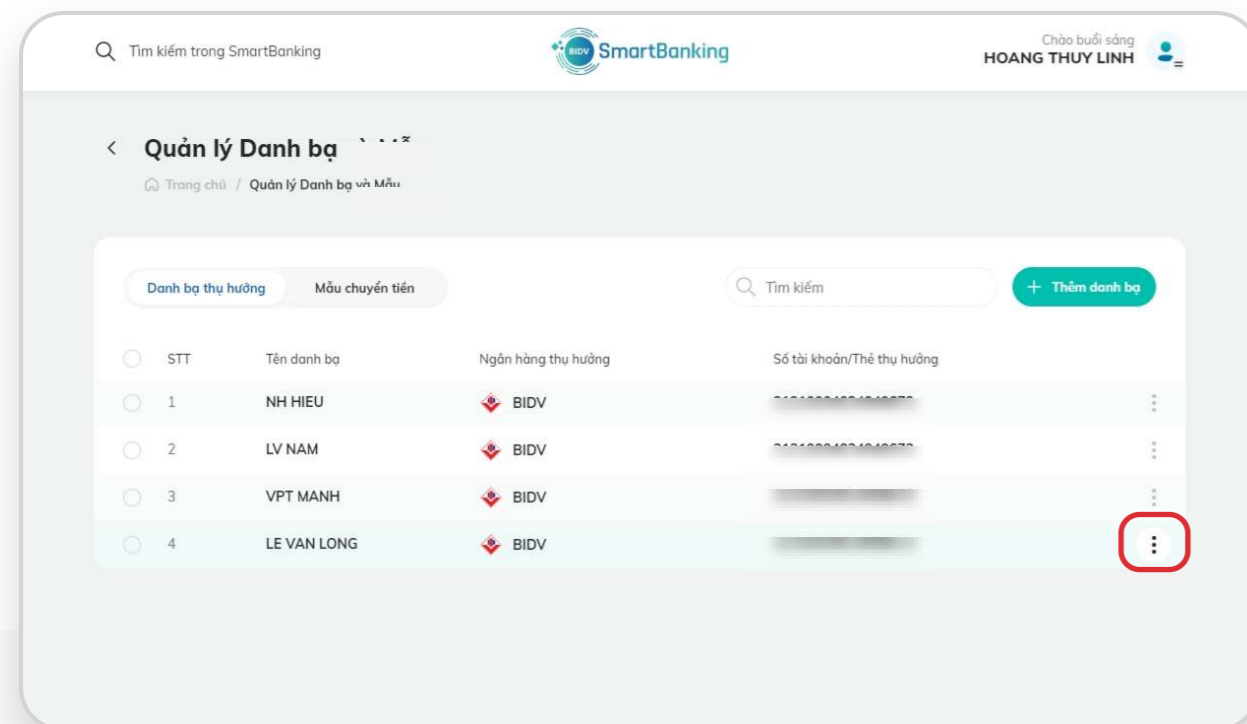 Tìm kiếm trong SmartBanking
BIDV SmartBanking
Chào buổi sáng
HOANG THUY LINH
Quản lý Danh bạ
Trang chủ / Quản lý Danh bạ và Mẫu
Danh bạ thụ hưởng
Mẫu chuyển tiền
Tìm kiếm
+ Thêm danh bạ
STT Tên danh bạ Ngân hàng thụ hưởng Số tài khoản/Thẻ thụ hưởng
1 NH HIEU BIDV
2 LV NAM BIDV
3 VPT MANH BIDV
4 LE VAN LONG BIDV